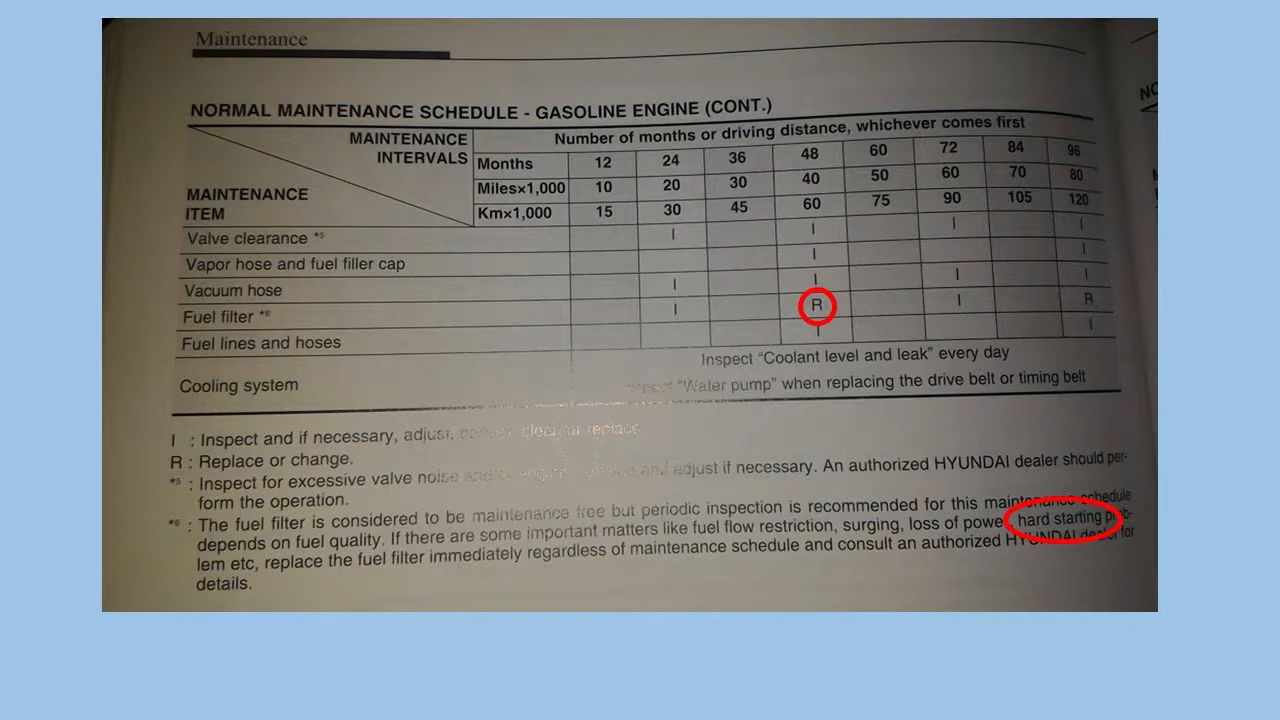 Maintenance
NORMAL MAINTENANCE SCHEDULE - GASOLINE ENGINE (CONT.)
MAINTENANCE INTERVALS
Number of months or driving distance, whichever comes first
Months 12 24 36 48 60 72 84 96
Miles×1,000 10 20 30 40 50 60 70 80
MAINTENANCE ITEM
Km×1,000 15 30 45 60 75 90 105 120
Valve clearance *5 I I I I
Vapor hose and fuel filler cap I I
Vacuum hose I I I I
Fuel filter *6 I R I R
Fuel lines and hoses I I
Cooling system
Inspect “Coolant level and leak” every day
“Water pump” when replacing the drive belt or timing belt
I : Inspect and if necessary, adjust, replace
R : Replace or change.
*5 : Inspect for excessive valve noise and adjust if necessary. An authorized HYUNDAI dealer should per-
form the operation.
*6 : The fuel filter is considered to be maintenance free but periodic inspection is recommended for this maintenance schedule
depends on fuel quality. If there are some important matters like fuel flow restriction, surging, loss of power, hard starting prob-
lem etc, replace the fuel filter immediately regardless of maintenance schedule and consult an authorized HYUNDAI dealer for
details.